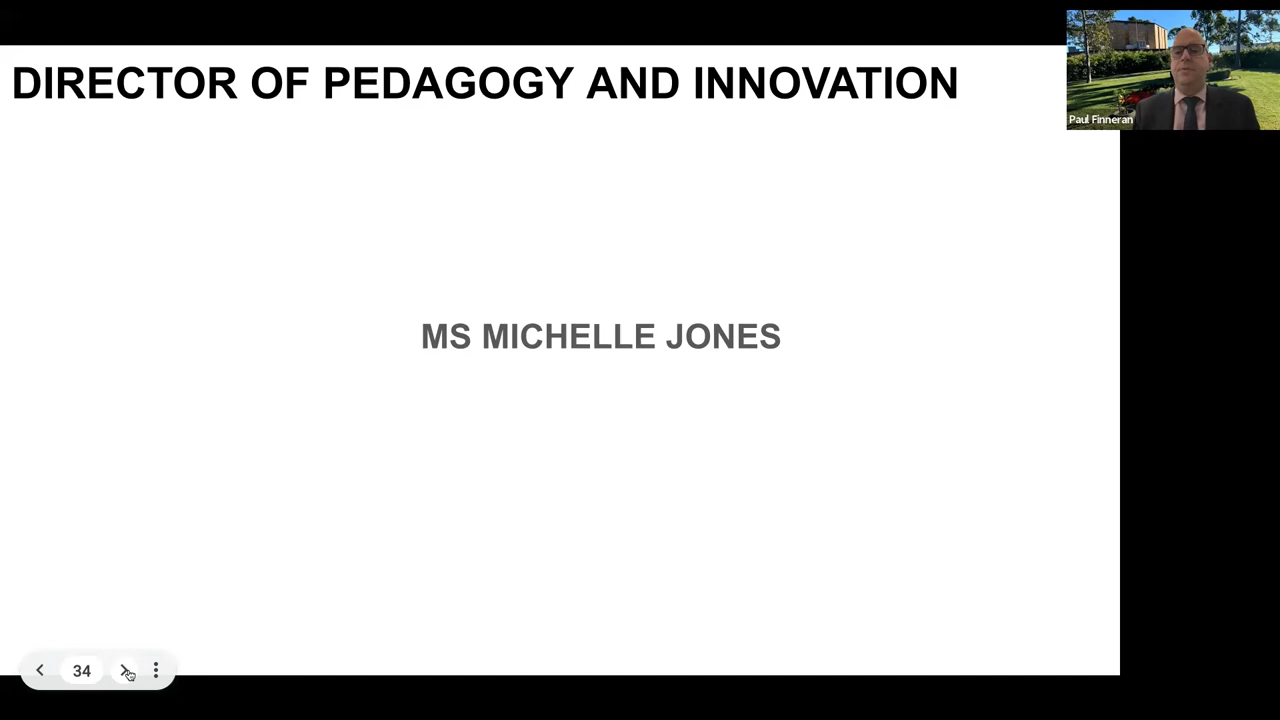 DIRECTOR OF PEDAGOGY AND INNOVATION
Paul Finneran
MS MICHELLE JONES
34